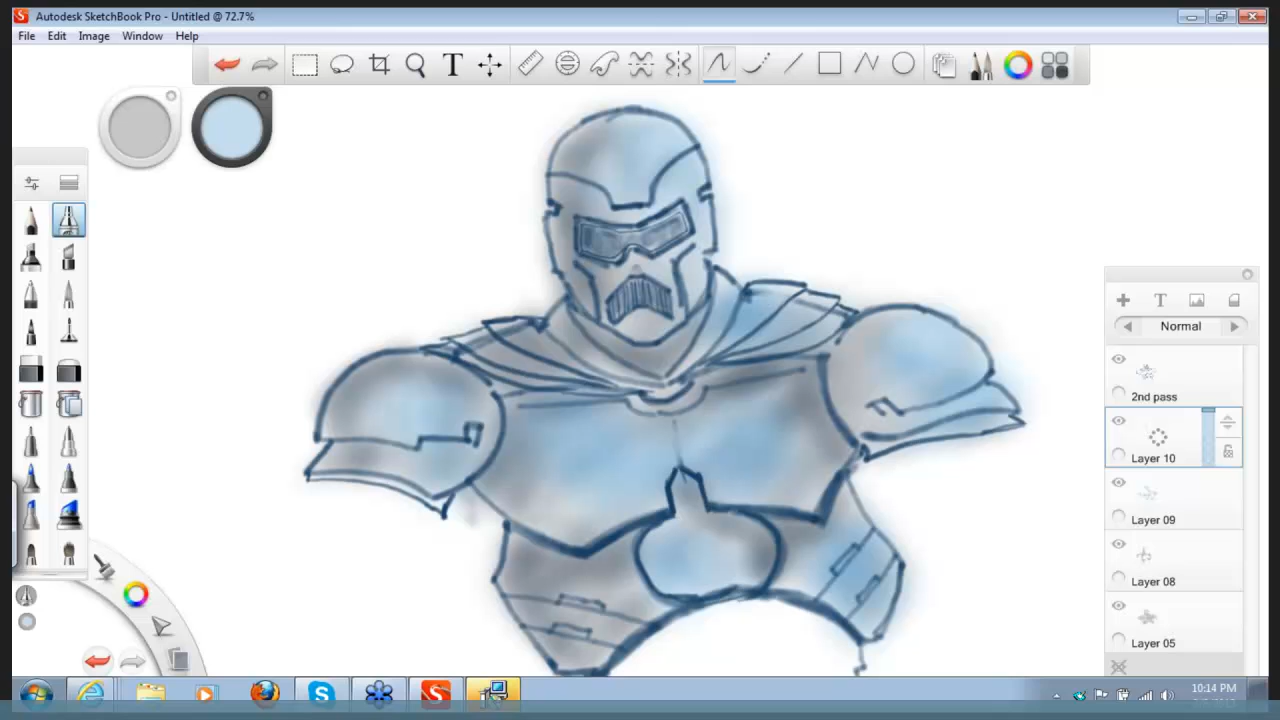 Autodesk SketchBook Pro - Untitled @ 72.7%
File Edit Image Window Help
T
T
Normal
2nd pass
Layer 10
Layer 09
Layer 08
Layer 05
10:14 PM